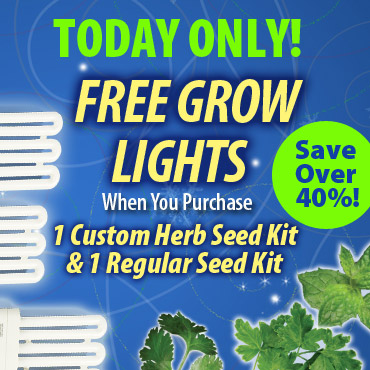 TODAY ONLY!
FREE GROW
LIGHTS
When You Purchase
1 Custom Herb Seed Kit
& 1 Regular Seed Kit
Save
Over
40%!